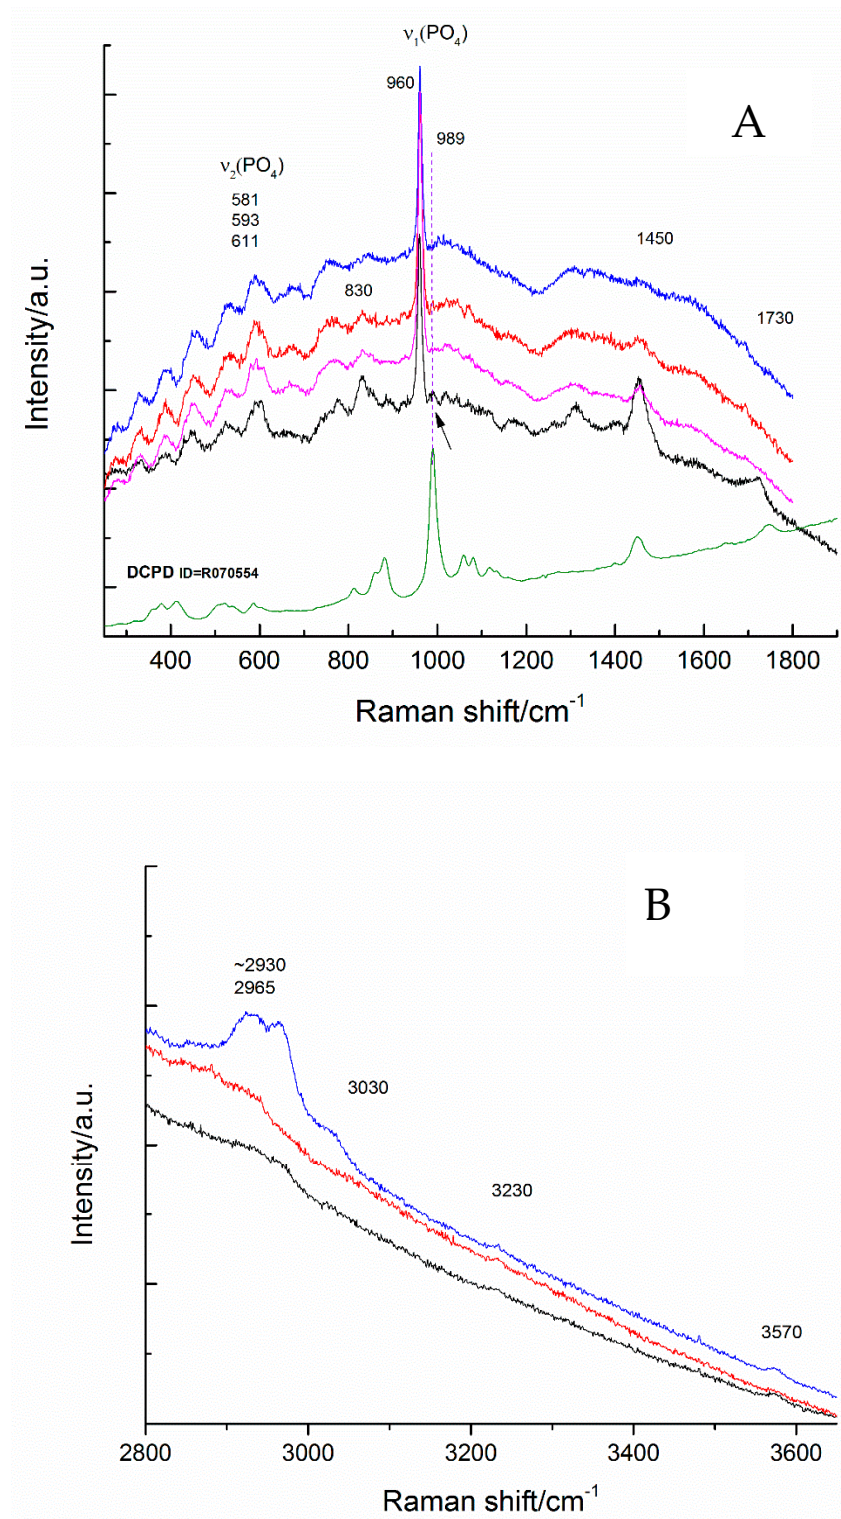 ν1(PO4)
960
A
989
ν2(PO4)
581
593
611
1450
830
1730
Intensity/a.u.
DCPD ID=R070554
400 600 800 1000 1200 1400 1600 1800
Raman shift/cm-1
B
~2930
2965
3030
3230
3570
Intensity/a.u.
2800 3000 3200 3400 3600
Raman shift/cm-1